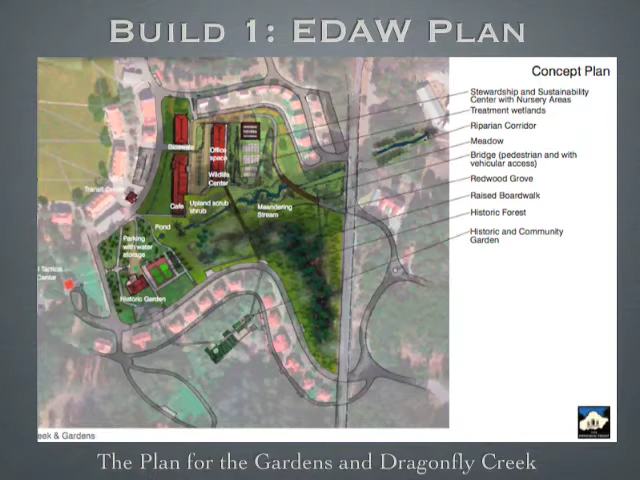 BUILD 1: EDAW PLAN
Concept Plan
Stewardship and Sustainability
Center with Nursery Areas
Treatment wetlands
Riparian Corridor
Meadow
Bridge (pedestrian and with
vehicular access)
Redwood Grove
Raised Boardwalk
Historic Forest
Historic and Community
Garden
Office
space
Wildlife
Center
Cafe
Upland scrub
shrub
Meandering
Stream
Pond
Parking
with water
storage
Historic Garden
Center
eek & Gardens
The Plan for the Gardens and Dragonfly Creek